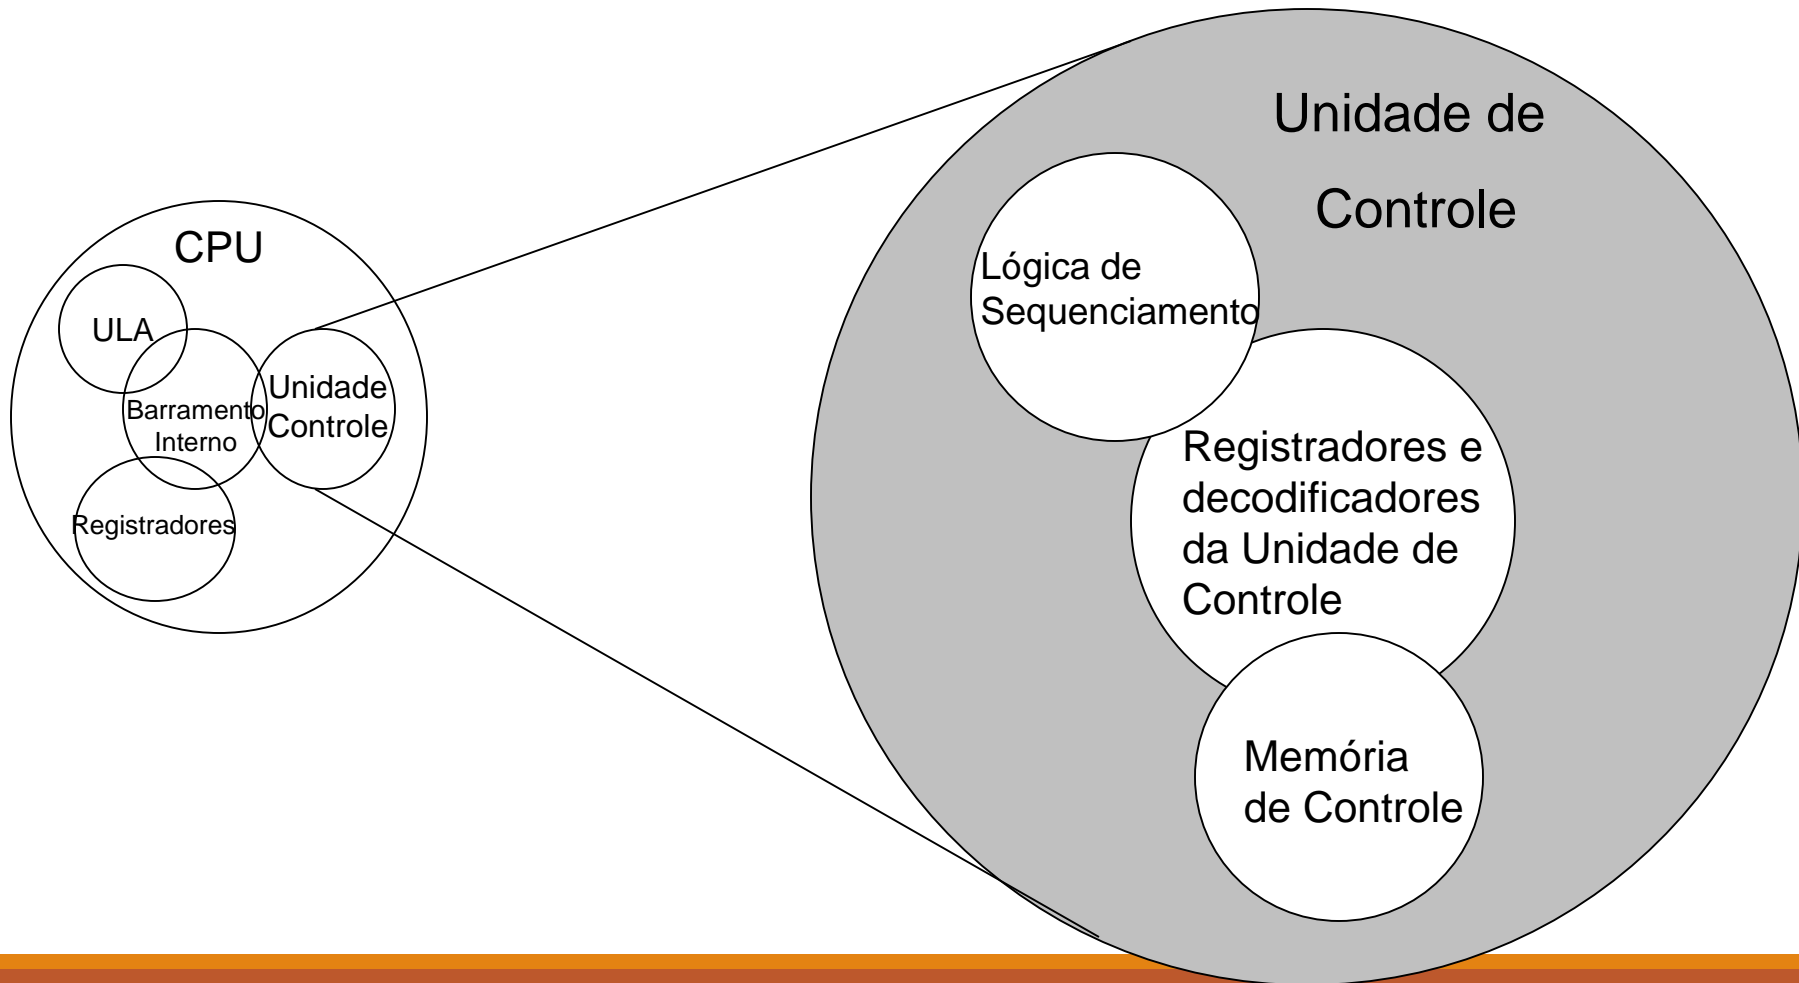 CPU
ULA
Barramento
Interno
Unidade
Controle
Registradores
Unidade de
Controle
Lógica de
Sequenciamento
Registradores e
decodificadores
da Unidade de
Controle
Memória
de Controle